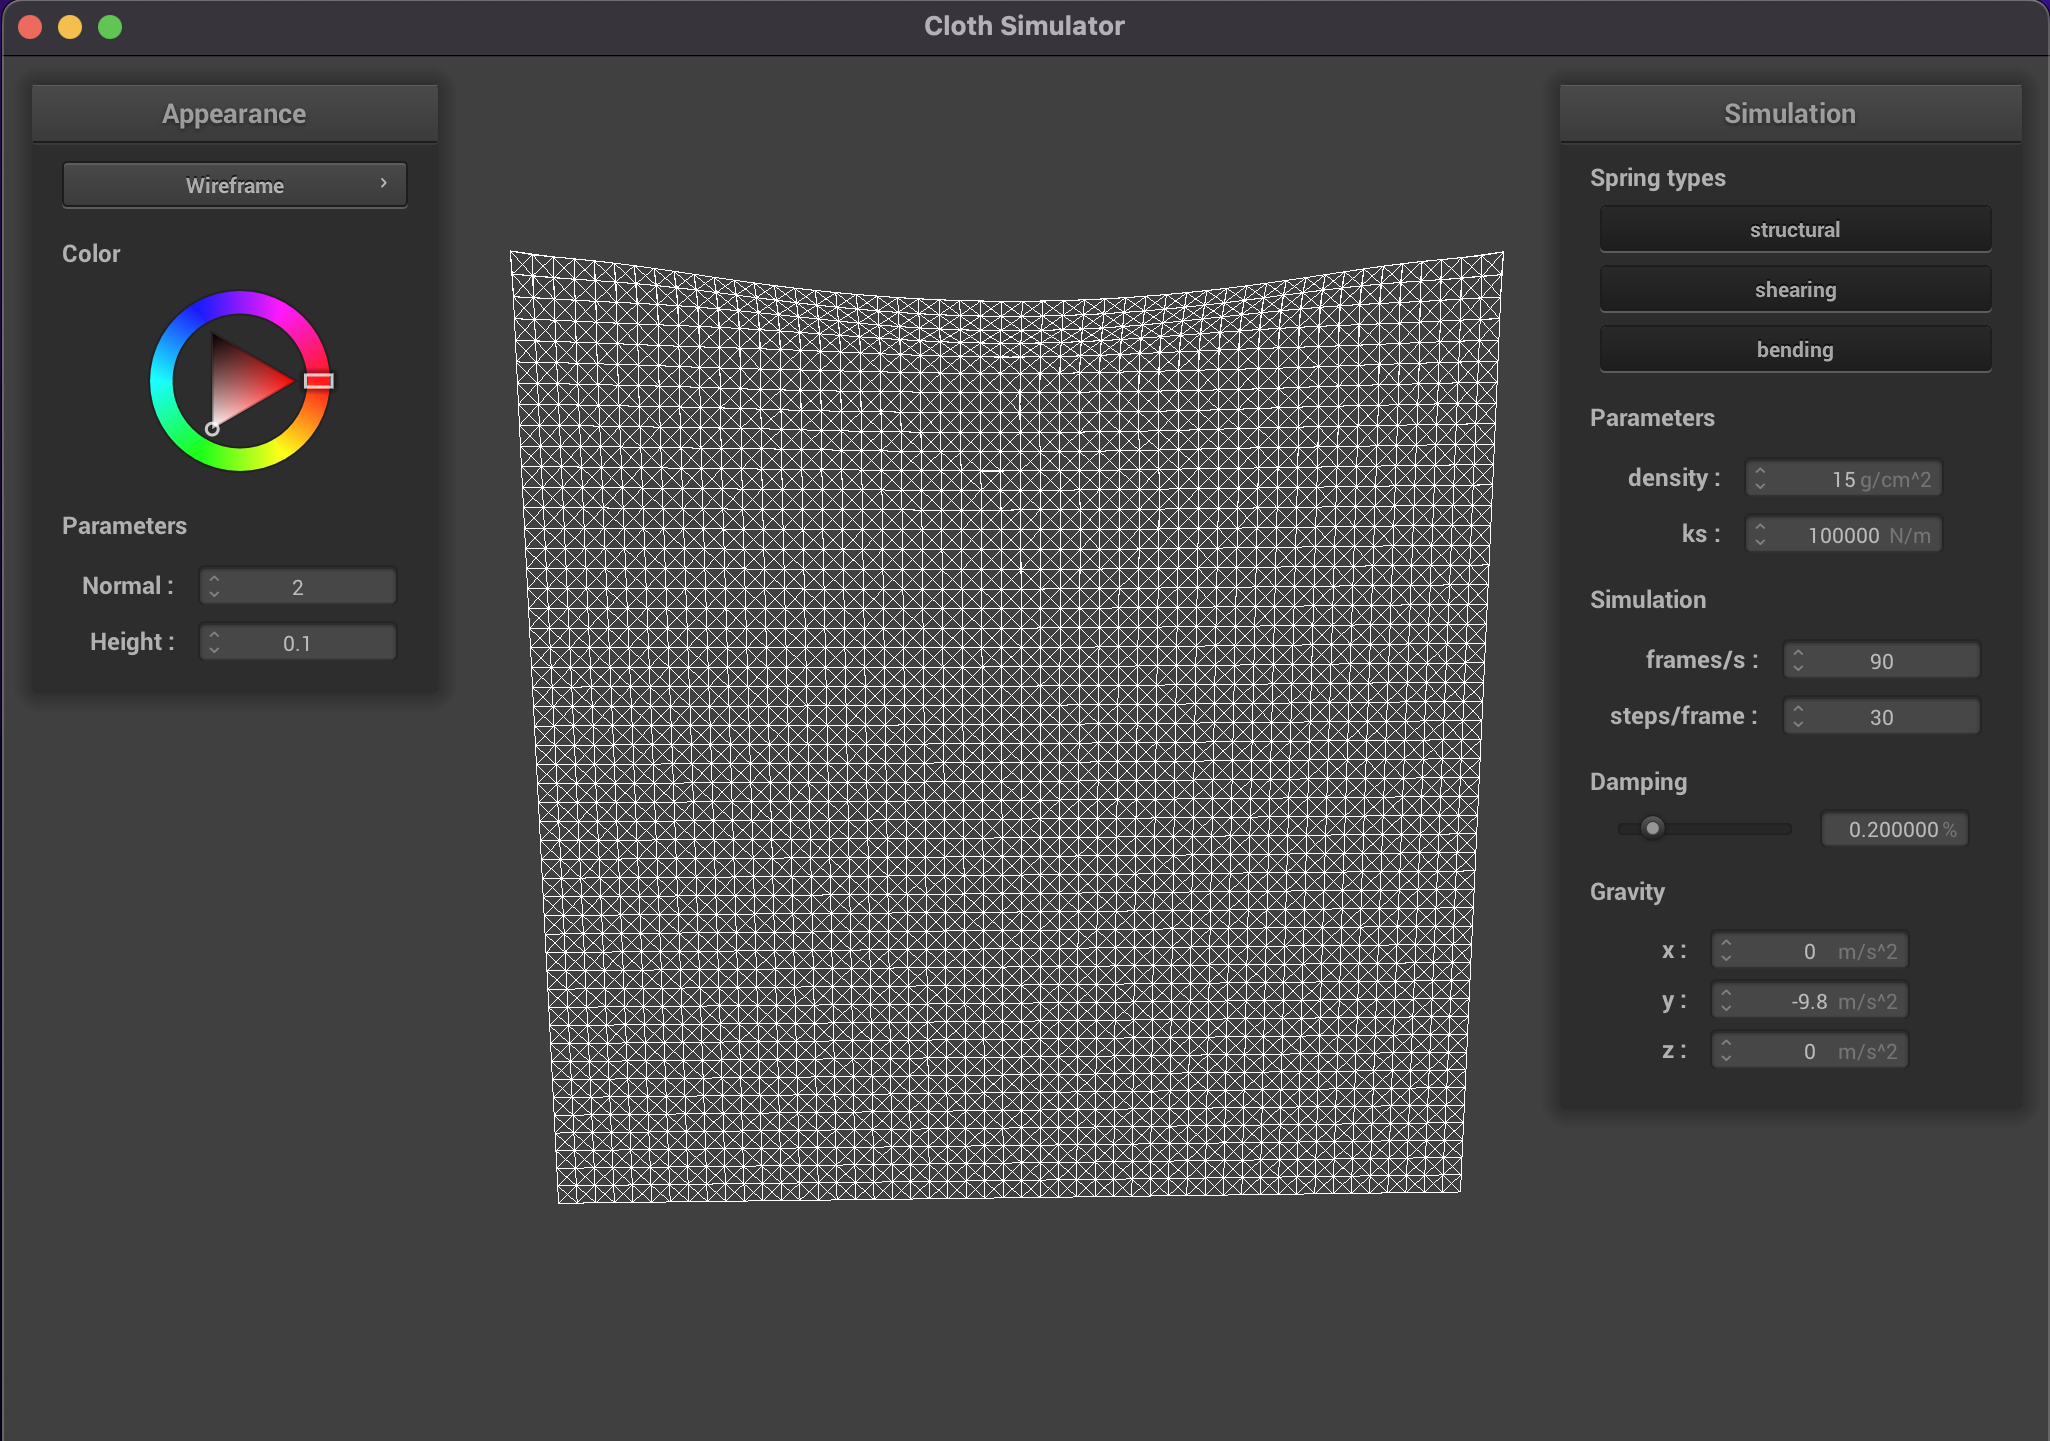 Cloth Simulator
Appearance
Wireframe
Color
Parameters
Normal : 2
Height : 0.1
Simulation
Spring types
structural
shearing
bending
Parameters
density : 15 g/cm^2
ks : 100000 N/m
Simulation
frames/s : 90
steps/frame : 30
Damping
0.200000 %
Gravity
x : 0 m/s^2
y : -9.8 m/s^2
z : 0 m/s^2